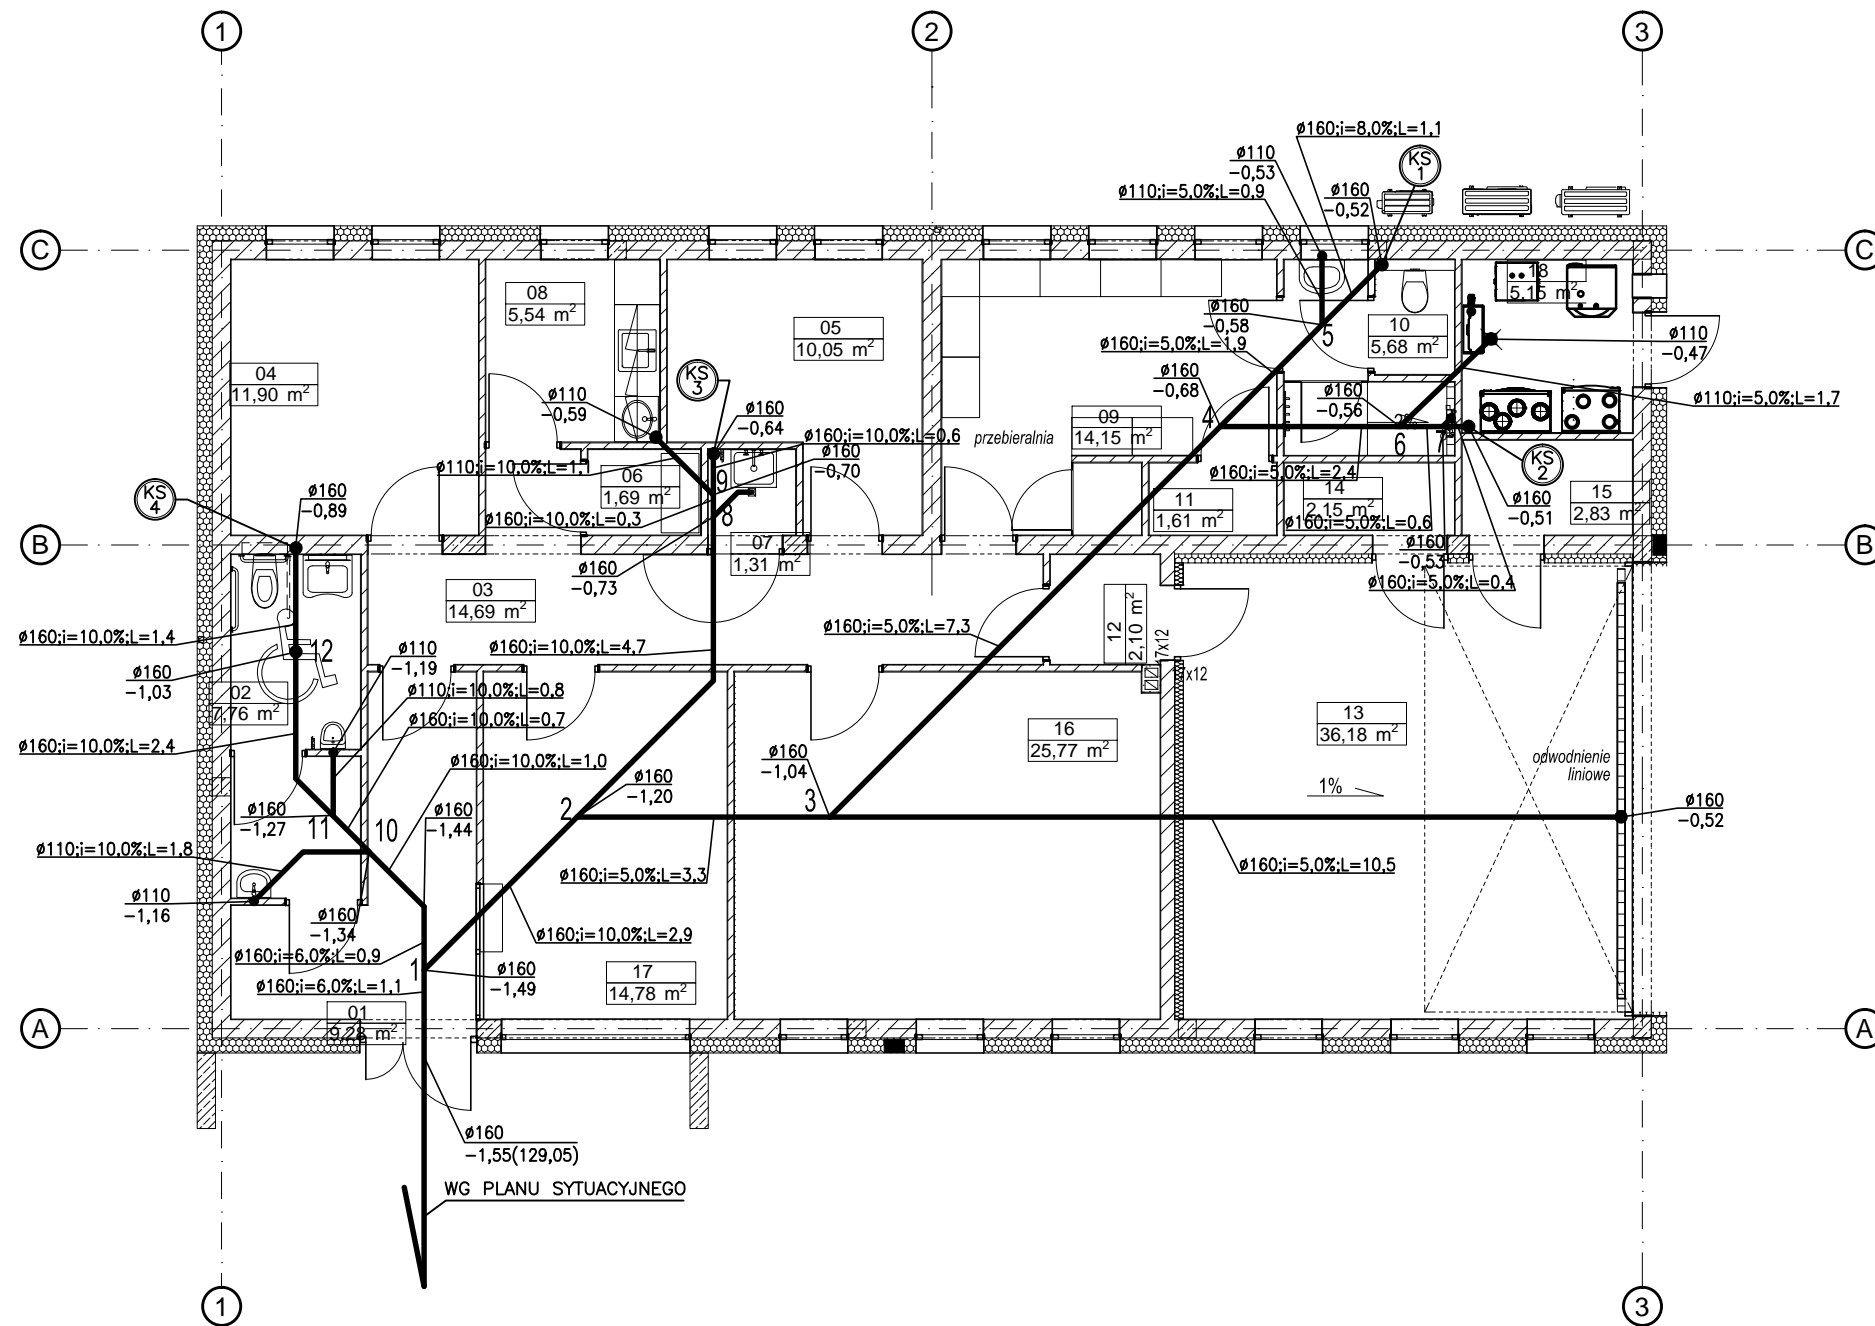 1
2
3
ø160;i=8,0%;L=1,1
ø110
-0,53
KS
1
ø110;i=5,0%;L=0,9
ø160
-0,52
C
C
08
5,54 m²
05
10,05 m²
18
5,15 m²
ø160
-0,58
5
10
5,68 m²
ø110
-0,47
ø160;i=5,0%;L=1,9
04
11,90 m²
KS
3
ø160
-0,68
ø110
-0,59
ø160
-0,56
ø110;i=5,0%;L=1,7
ø160
-0,64
4
09
14,15 m²
przebieralnia
2%
6
7
ø160;i=10,0%;L=0,6
ø160
-0,70
ø110;i=10,0%;L=1,1
06
1,69 m²
9
ø160;i=5,0%;L=2,4
KS
2
KS
4
ø160
-0,89
14
2,15 m²
11
1,61 m²
15
2,83 m²
ø160
-0,51
8
ø160;i=10,0%;L=0,3
ø160;i=5,0%;L=0,6
B
B
07
1,31 m²
ø160
-0,53
ø160
-0,73
ø160;i=5,0%;L=0,4
03
14,69 m²
12
2,10 m²
ø160;i=10,0%;L=1,4
ø160;i=5,0%;L=7,3
12
ø160;i=10,0%;L=4,7
ø110
-1,19
17x12
7x12
ø160
-1,03
02
7,76 m²
ø110;i=10,0%;L=0,8
ø160;i=10,0%;L=0,7
13
36,18 m²
16
25,77 m²
ø160;i=10,0%;L=2,4
ø160;i=10,0%;L=1,0
ø160
-1,04
odwodnienie
liniowe
ø160
-1,20
1%
2
3
ø160
-1,27
11
10
ø160
-1,44
ø160
-0,52
ø110;i=10,0%;L=1,8
ø160;i=5,0%;L=3,3
ø160;i=5,0%;L=10,5
ø110
-1,16
ø160
-1,34
ø160;i=10,0%;L=2,9
ø160;i=6,0%;L=0,9
1
ø160
-1,49
17
14,78 m²
ø160;i=6,0%;L=1,1
01
9,28 m²
A
A
ø160
-1,55(129,05)
WG PLANU SYTUACYJNEGO
1
3